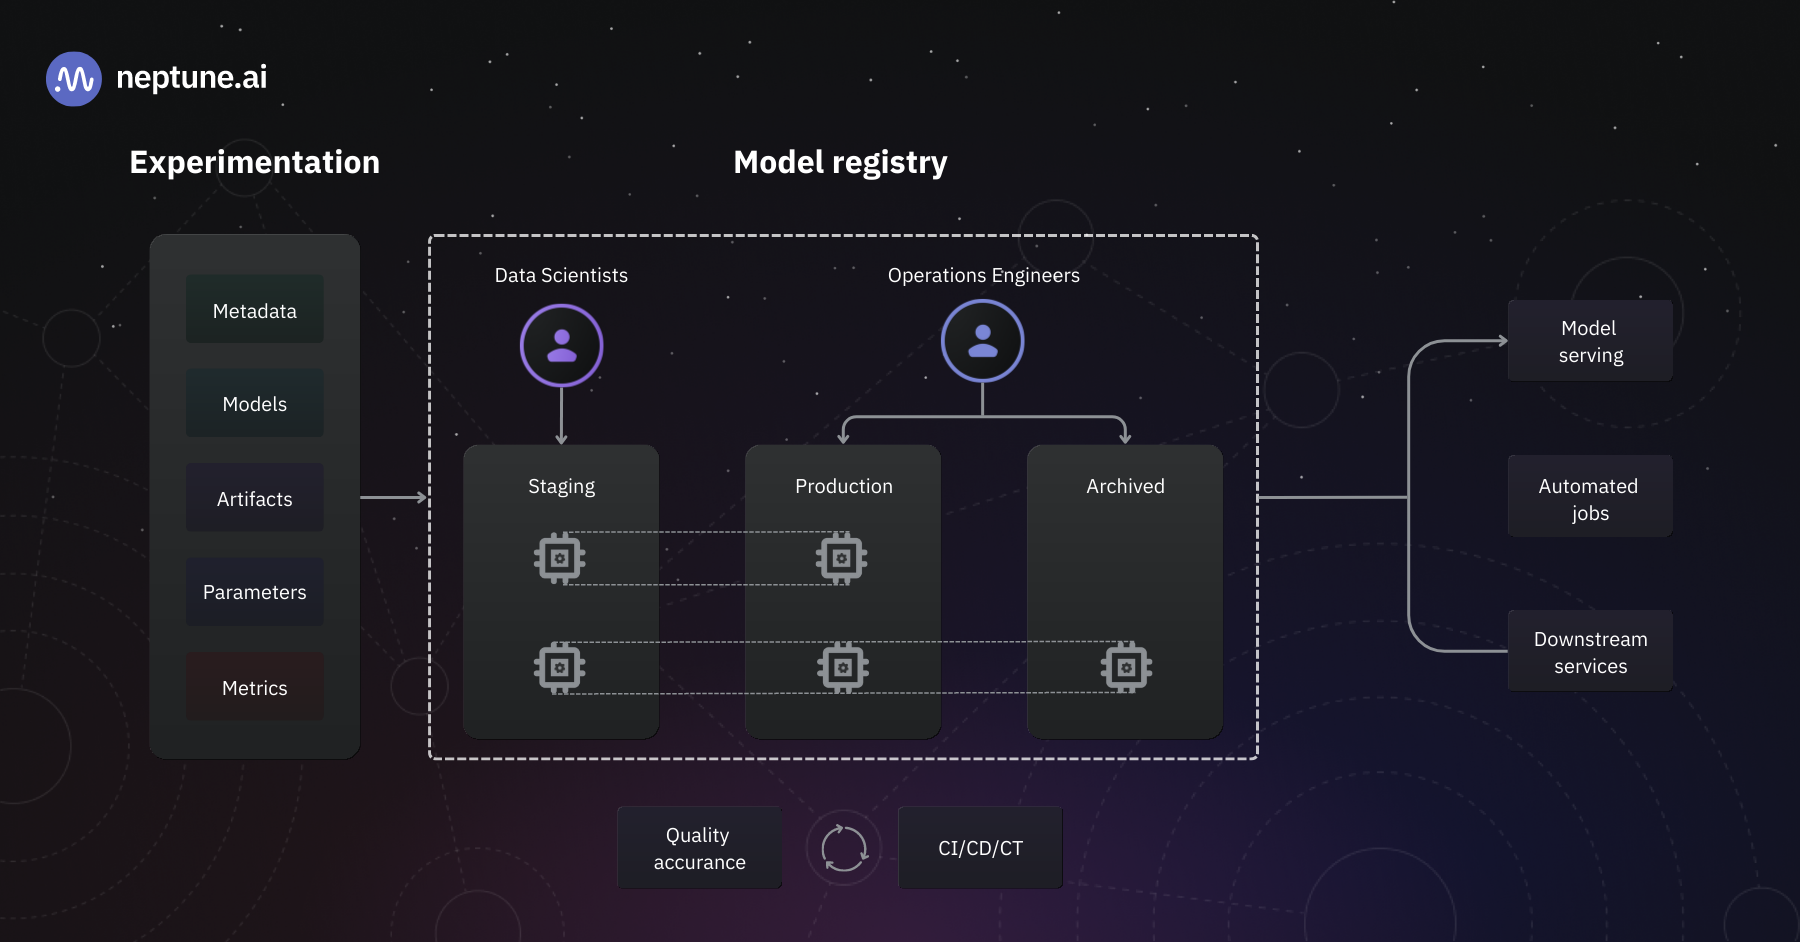 neptune.ai
Experimentation
Model registry
Metadata
Models
Artifacts
Parameters
Metrics
Data Scientists
Operations Engineers
Staging
Production
Archived
Model
serving
Automated
jobs
Downstream
services
Quality
accurance
CI/CD/CT